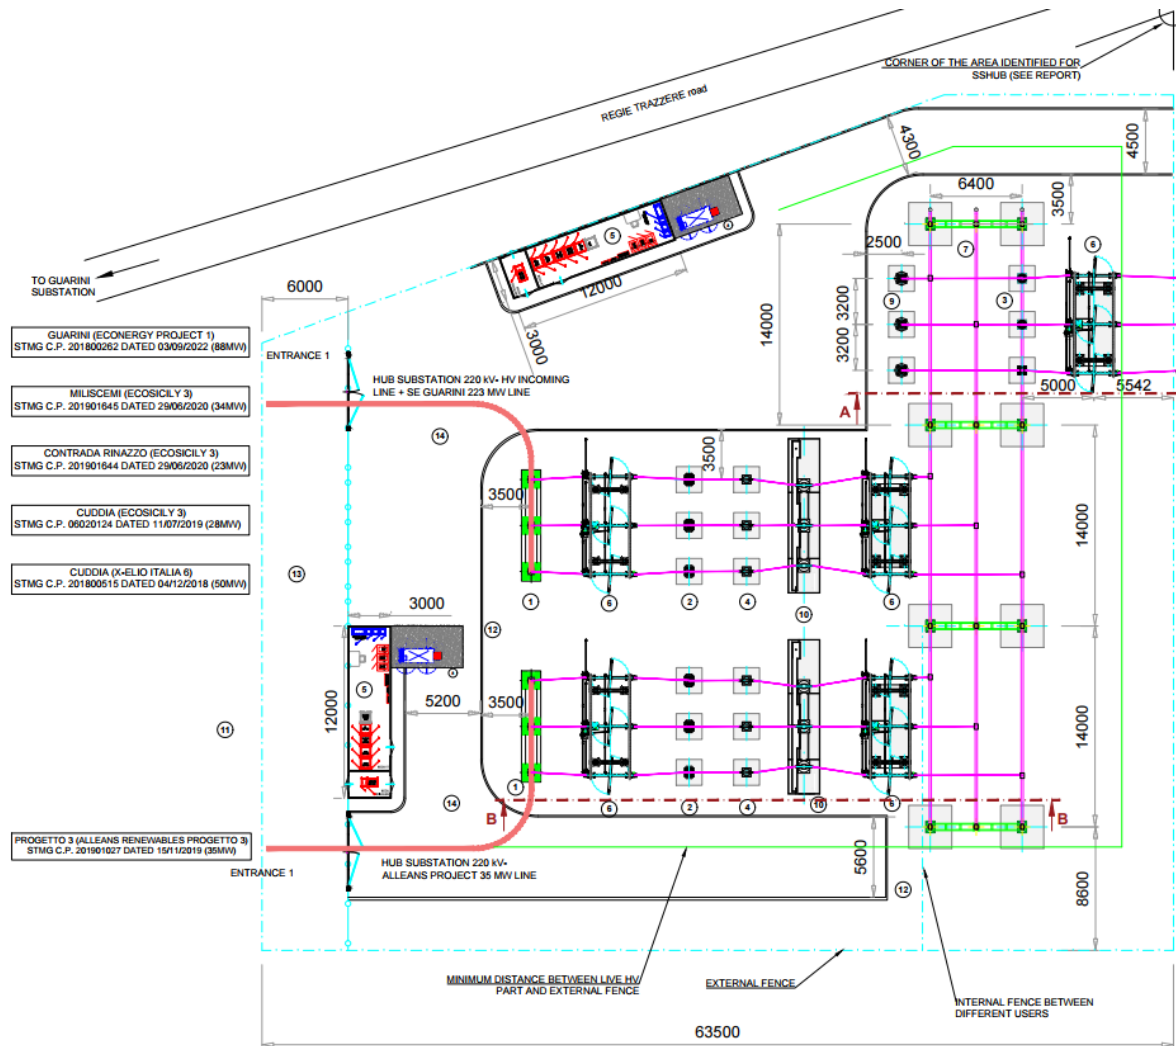 CORNER OF THE AREA IDENTIFIED FOR
SSHUB (SEE REPORT)
REGIE TRAZZERE road
4300
4500
6400
3500
TO GUARINI
SUBSTATION
6000
5
7
6
2500
12000
3000
14000
9
3
3200
3200
GUARINI (ECONERGY PROJECT 1)
STMG C.P. 201800262 DATED 03/09/2022 (88MW)
ENTRANCE 1
HUB SUBSTATION 220 kV- HV INCOMING
LINE + SE GUARINI 223 MW LINE
5000
5542
MILISCEMI (ECOSICILY 3)
STMG C.P. 201901645 DATED 29/06/2020 (34MW)
A
14
CONTRADA RINAZZO (ECOSICILY 3)
STMG C.P. 201901644 DATED 29/06/2020 (23MW)
3500
3500
14000
CUDDIA (ECOSICILY 3)
STMG C.P. 06020124 DATED 11/07/2019 (28MW)
CUDDIA (X-ELIO ITALIA 6)
STMG C.P. 201800515 DATED 04/12/2018 (50MW)
13
3000
1
6
2
4
10
6
12
5
12000
5200
3500
14000
11
1
14
B
6
2
4
10
6
B
PROGETTO 3 (ALLEANS RENEWABLES PROGETTO 3)
STMG C.P. 201901027 DATED 15/11/2019 (35MW)
ENTRANCE 1
HUB SUBSTATION 220 kV-
ALLEANS PROJECT 35 MW LINE
5600
12
8600
MINIMUM DISTANCE BETWEEN LIVE HV
PART AND EXTERNAL FENCE
EXTERNAL FENCE
INTERNAL FENCE BETWEEN
DIFFERENT USERS
63500